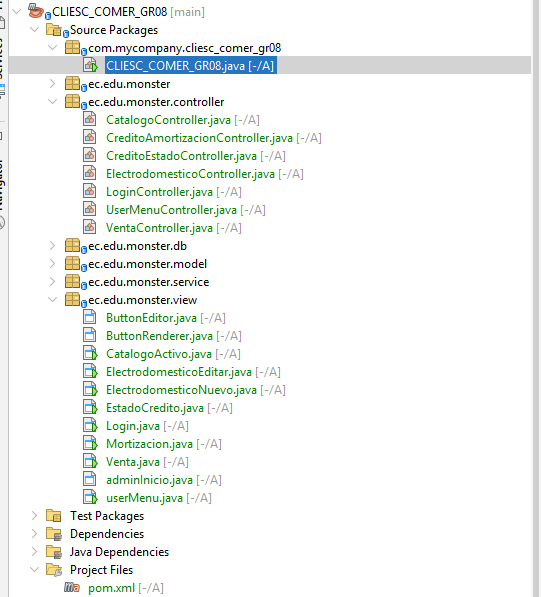 CLIESC_COMER_GR08 [main]
Source Packages
com.mycompany.cliesc_comer_gr08
CLIESC_COMER_GR08.java [-/A]
ec.edu.monster
ec.edu.monster.controller
CatalogoController.java [-/A]
CreditoAmortizacionController.java [-/A]
CreditoEstadoController.java [-/A]
ElectrodomesticoController.java [-/A]
LoginController.java [-/A]
UserMenuController.java [-/A]
VentaController.java [-/A]
ec.edu.monster.db
ec.edu.monster.model
ec.edu.monster.service
ec.edu.monster.view
ButtonEditor.java [-/A]
ButtonRenderer.java [-/A]
CatalogoActivo.java [-/A]
ElectrodomesticoEditar.java [-/A]
ElectrodomesticoNuevo.java [-/A]
EstadoCredito.java [-/A]
Login.java [-/A]
Mortizacion.java [-/A]
Venta.java [-/A]
adminInicio.java [-/A]
userMenu.java [-/A]
Test Packages
Dependencies
Java Dependencies
Project Files
pom.xml [-/A]